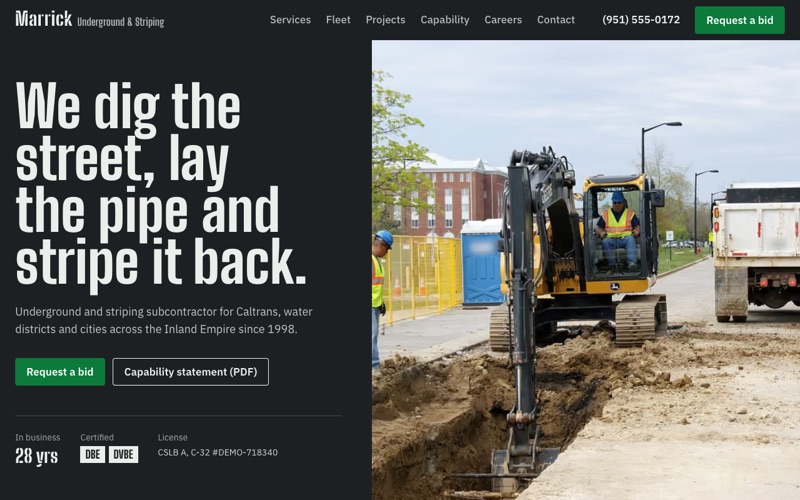 Marrick Underground & Striping
Services Fleet Projects Capability Careers Contact (951) 555-0172 Request a bid
We dig the
street, lay
the pipe and
stripe it back.
Underground and striping subcontractor for Caltrans, water
districts and cities across the Inland Empire since 1998.
Request a bid Capability statement (PDF)
In business Certified License
28 yrs DBE DVBE CSLB A, C-32 #DEMO-718340